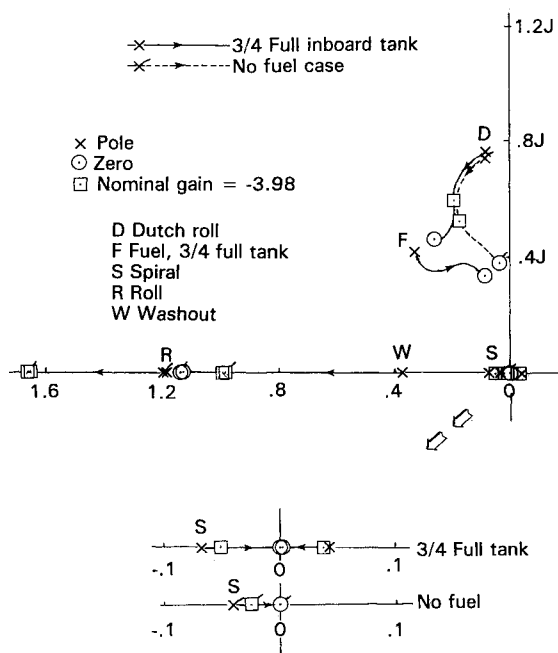 1.2J
3/4 Full inboard tank
No fuel case
.8J
D
× Pole
Zero
Nominal gain = -3.98
D Dutch roll
F Fuel, 3/4 full tank
S Spiral
R Roll
W Washout
F
.4J
R
W
S
1.6 1.2 .8 .4 0
S
3/4 Full tank
-.1 0 .1
S
No fuel
-.1 0 .1